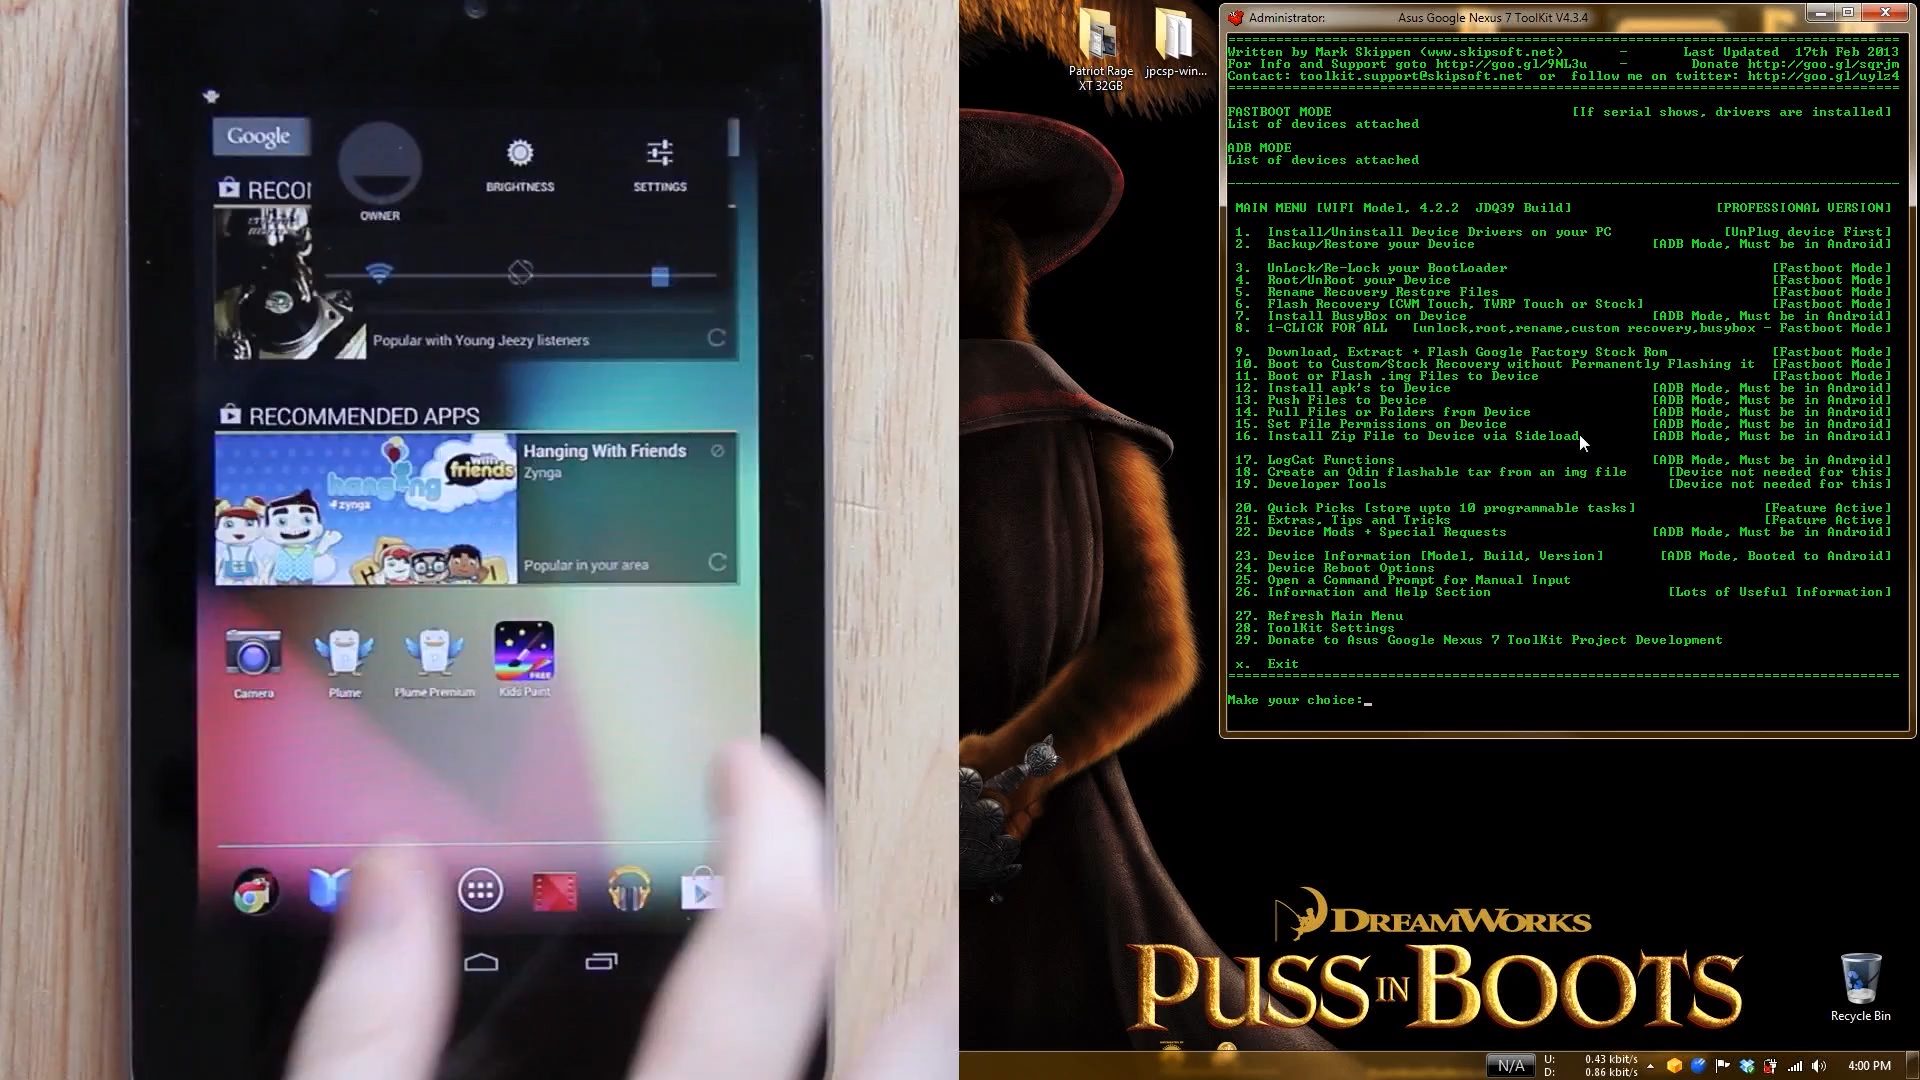 Google
OWNER
BRIGHTNESS
SETTINGS
RECO
Popular with Young Jeezy listeners
RECOMMENDED APPS
hanging
with friends
#zynga
Hanging With Friends
Zynga
Popular in your area
Camera
Plume
Plume Premium
FREE
Kids Paint
Patriot Rage
XT 32GB
jpcsp-win...
Administrator: Asus Google Nexus 7 ToolKit V4.3.4
Written by Mark Skippen (www.skipsoft.net) - Last Updated 17th Feb 2013
For Info and Support goto http://goo.gl/9NL3u - Donate http://goo.gl/sqrjm
Contact: toolkit.support@skipsoft.net or follow me on twitter: http://goo.gl/uylz4
FASTBOOT MODE [If serial shows, drivers are installed]
List of devices attached
ADB MODE
List of devices attached
MAIN MENU [WIFI Model, 4.2.2 JDQ39 Build] [PROFESSIONAL VERSION]
1. Install/Uninstall Device Drivers on your PC [UnPlug device First]
2. Backup/Restore your Device [ADB Mode, Must be in Android]
3. UnLock/Re-Lock your BootLoader [Fastboot Mode]
4. Root/UnRoot your Device [Fastboot Mode]
5. Rename Recovery Restore Files [Fastboot Mode]
6. Flash Recovery [CWM Touch, TWRP Touch or Stock] [Fastboot Mode]
7. Install BusyBox on Device [ADB Mode, Must be in Android]
8. 1-CLICK FOR ALL [unlock,root,rename,custom recovery,busybox - Fastboot Mode]
9. Download, Extract + Flash Google Factory Stock Rom [Fastboot Mode]
10. Boot to Custom/Stock Recovery without Permanently Flashing it [Fastboot Mode]
11. Boot or Flash .img Files to Device [Fastboot Mode]
12. Install apk's to Device [ADB Mode, Must be in Android]
13. Push Files to Device [ADB Mode, Must be in Android]
14. Pull Files or Folders from Device [ADB Mode, Must be in Android]
15. Set File Permissions on Device [ADB Mode, Must be in Android]
16. Install Zip File to Device via Sideload [ADB Mode, Must be in Android]
17. LogCat Functions [ADB Mode, Must be in Android]
18. Create an Odin flashable tar from an img file [Device not needed for this]
19. Developer Tools [Device not needed for this]
20. Quick Picks [store upto 10 programmable tasks] [Feature Active]
21. Extras, Tips and Tricks [Feature Active]
22. Device Mods + Special Requests [ADB Mode, Must be in Android]
23. Device Information [Model, Build, Version] [ADB Mode, Booted to Android]
24. Device Reboot Options
25. Open a Command Prompt for Manual Input
26. Information and Help Section [Lots of Useful Information]
27. Refresh Main Menu
28. ToolKit Settings
29. Donate to Asus Google Nexus 7 ToolKit Project Development
x. Exit
Make your choice:_
DREAMWORKS
PUSS IN BOOTS
Recycle Bin
N/A
U: 0.43 kbit/s
D: 0.86 kbit/s
4:00 PM